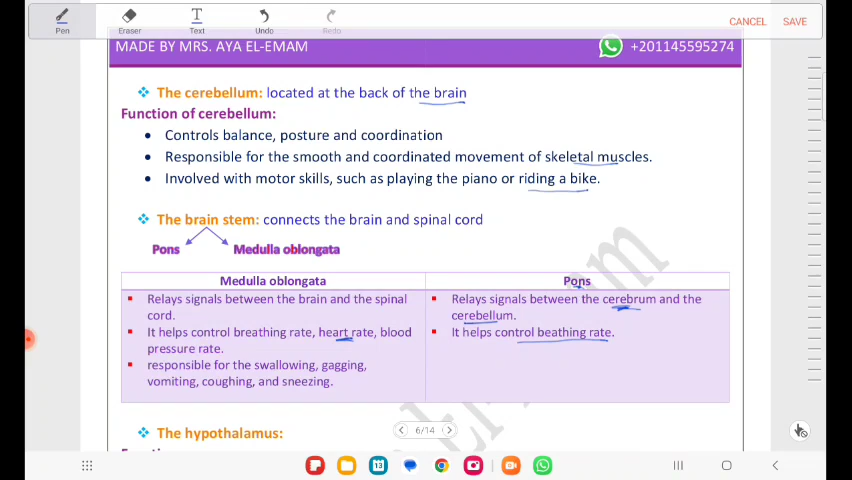 Pen
Eraser
Text
Undo
Redo
CANCEL
SAVE
MADE BY MRS. AYA EL-EMAM
+201145595274
The cerebellum: located at the back of the brain
Function of cerebellum:
Controls balance, posture and coordination
Responsible for the smooth and coordinated movement of skeletal muscles.
Involved with motor skills, such as playing the piano or riding a bike.
The brain stem: connects the brain and spinal cord
Pons
Medulla oblongata
Medulla oblongata
Relays signals between the brain and the spinal
cord.
It helps control breathing rate, heart rate, blood
pressure rate.
responsible for the swallowing, gagging,
vomiting, coughing, and sneezing.
Pons
Relays signals between the cerebrum and the
cerebellum.
It helps control beathing rate.
The hypothalamus:
6/14
13